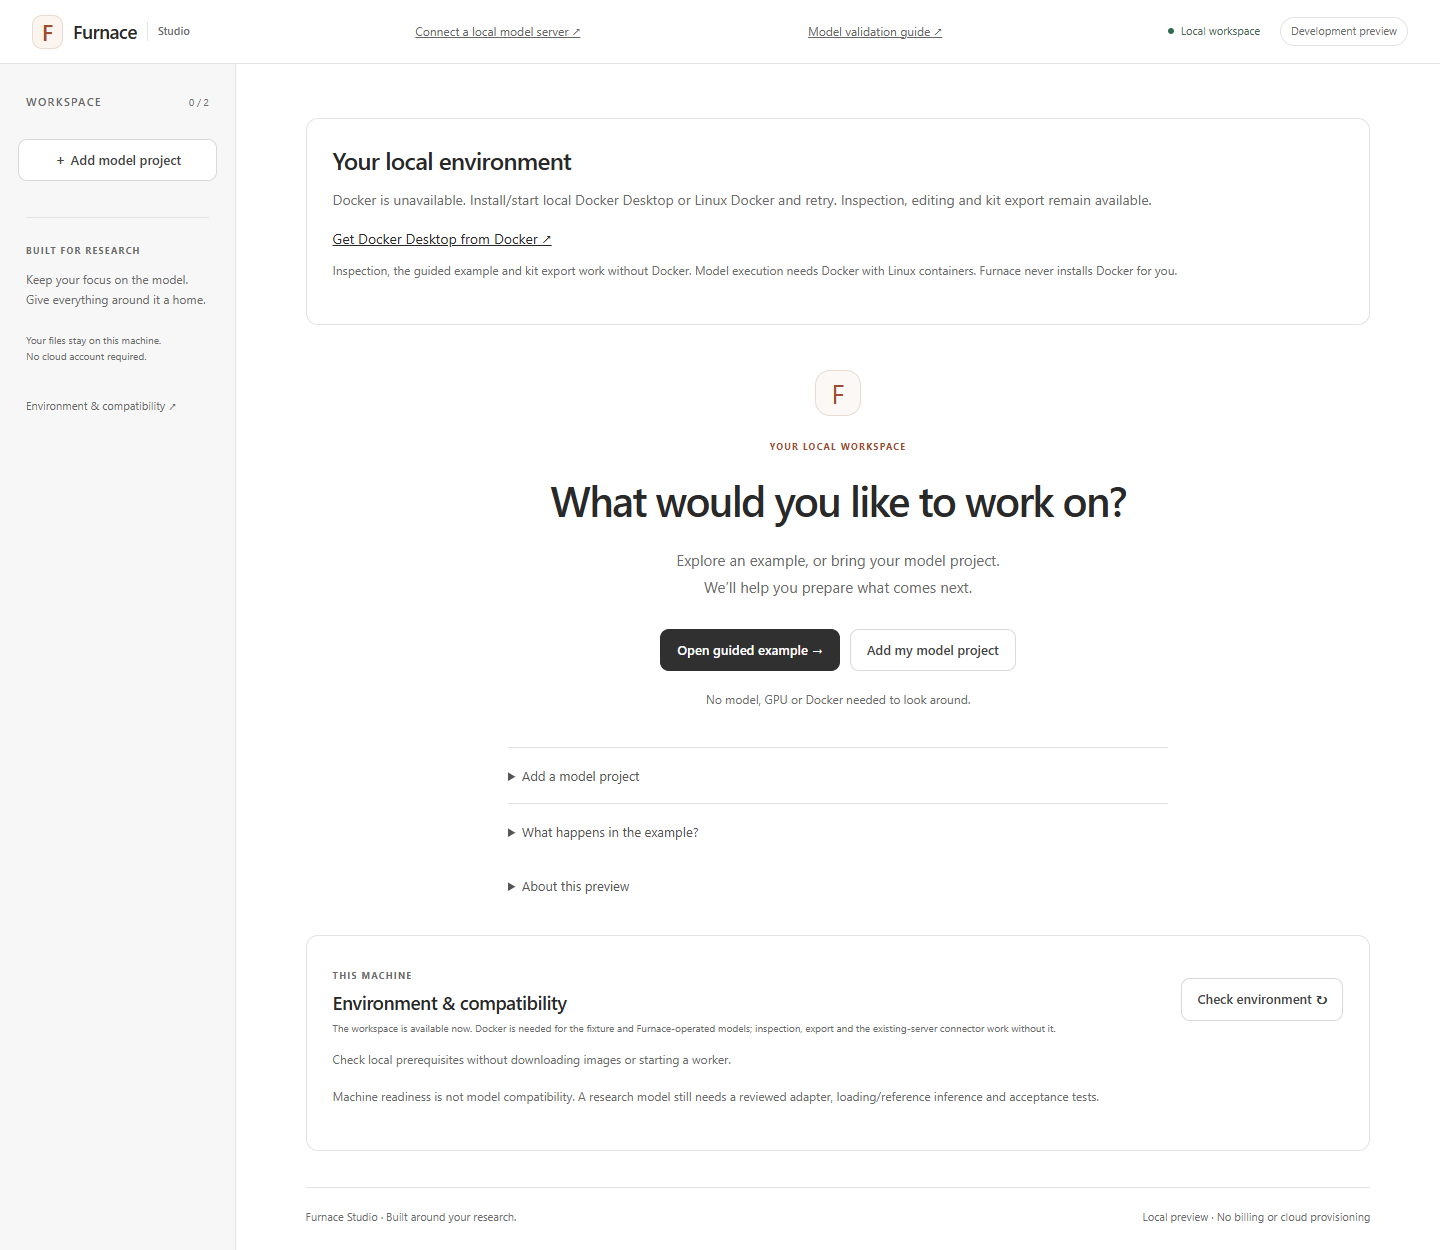 F Furnace Studio
Connect a local model server ↗
Model validation guide ↗
Local workspace
Development preview
WORKSPACE 0 / 2
+ Add model project
BUILT FOR RESEARCH
Keep your focus on the model.
Give everything around it a home.
Your files stay on this machine.
No cloud account required.
Environment & compatibility ↗
Your local environment
Docker is unavailable. Install/start local Docker Desktop or Linux Docker and retry. Inspection, editing and kit export remain available.
Get Docker Desktop from Docker ↗
Inspection, the guided example and kit export work without Docker. Model execution needs Docker with Linux containers. Furnace never installs Docker for you.
F
YOUR LOCAL WORKSPACE
What would you like to work on?
Explore an example, or bring your model project.
We'll help you prepare what comes next.
Open guided example →
Add my model project
No model, GPU or Docker needed to look around.
▶ Add a model project
▶ What happens in the example?
▶ About this preview
THIS MACHINE
Environment & compatibility
The workspace is available now. Docker is needed for the fixture and Furnace-operated models; inspection, export and the existing-server connector work without it.
Check local prerequisites without downloading images or starting a worker.
Machine readiness is not model compatibility. A research model still needs a reviewed adapter, loading/reference inference and acceptance tests.
Check environment ↻
Furnace Studio · Built around your research.
Local preview · No billing or cloud provisioning